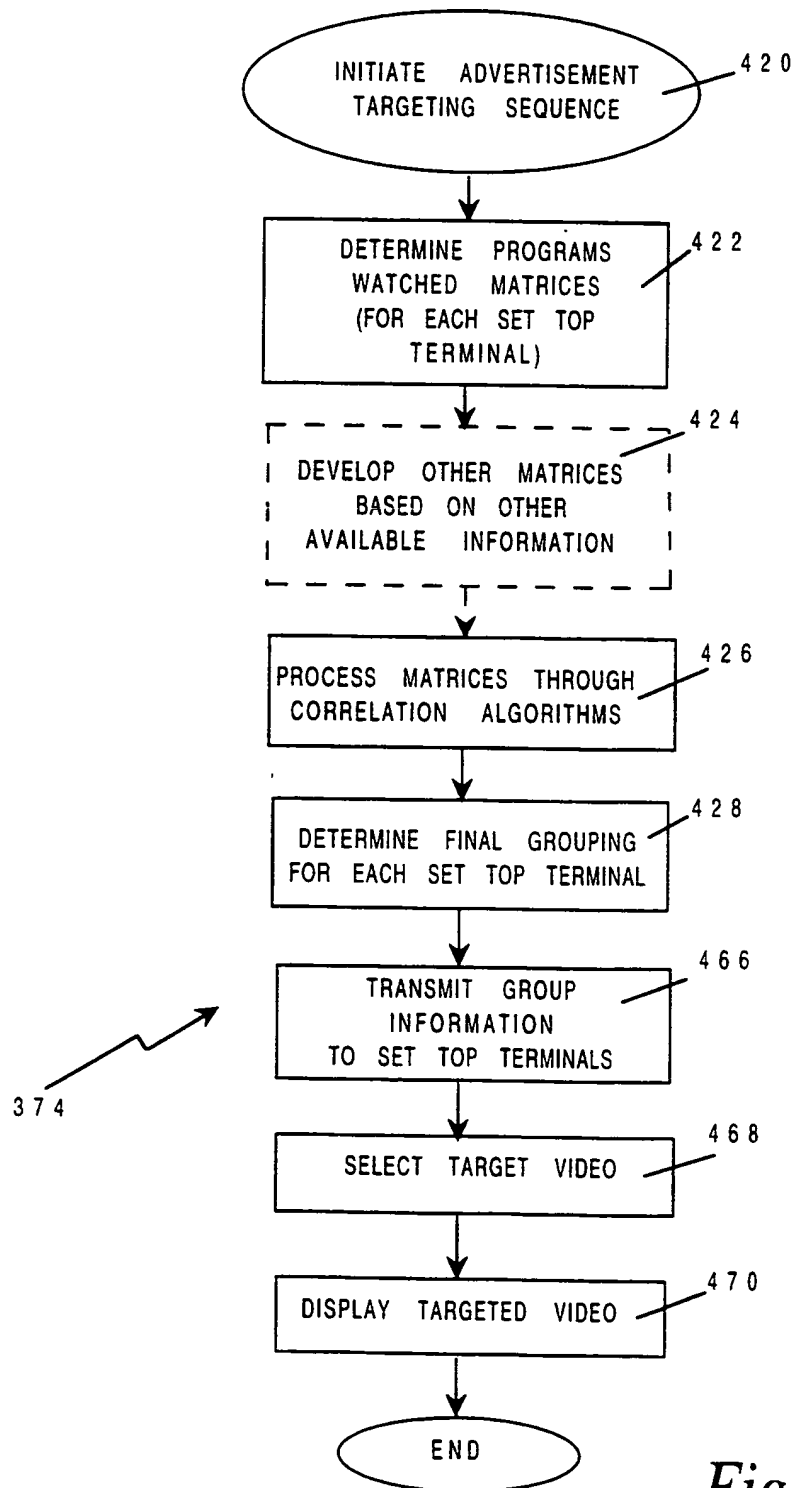 INITIATE ADVERTISEMENT
TARGETING SEQUENCE
420
DETERMINE PROGRAMS
WATCHED MATRICES
(FOR EACH SET TOP
TERMINAL)
422
DEVELOP OTHER MATRICES
BASED ON OTHER
AVAILABLE INFORMATION
424
PROCESS MATRICES THROUGH
CORRELATION ALGORITHMS
426
DETERMINE FINAL GROUPING
FOR EACH SET TOP TERMINAL
428
TRANSMIT GROUP
INFORMATION
TO SET TOP TERMINALS
466
374
SELECT TARGET VIDEO
468
DISPLAY TARGETED VIDEO
470
END
Fig